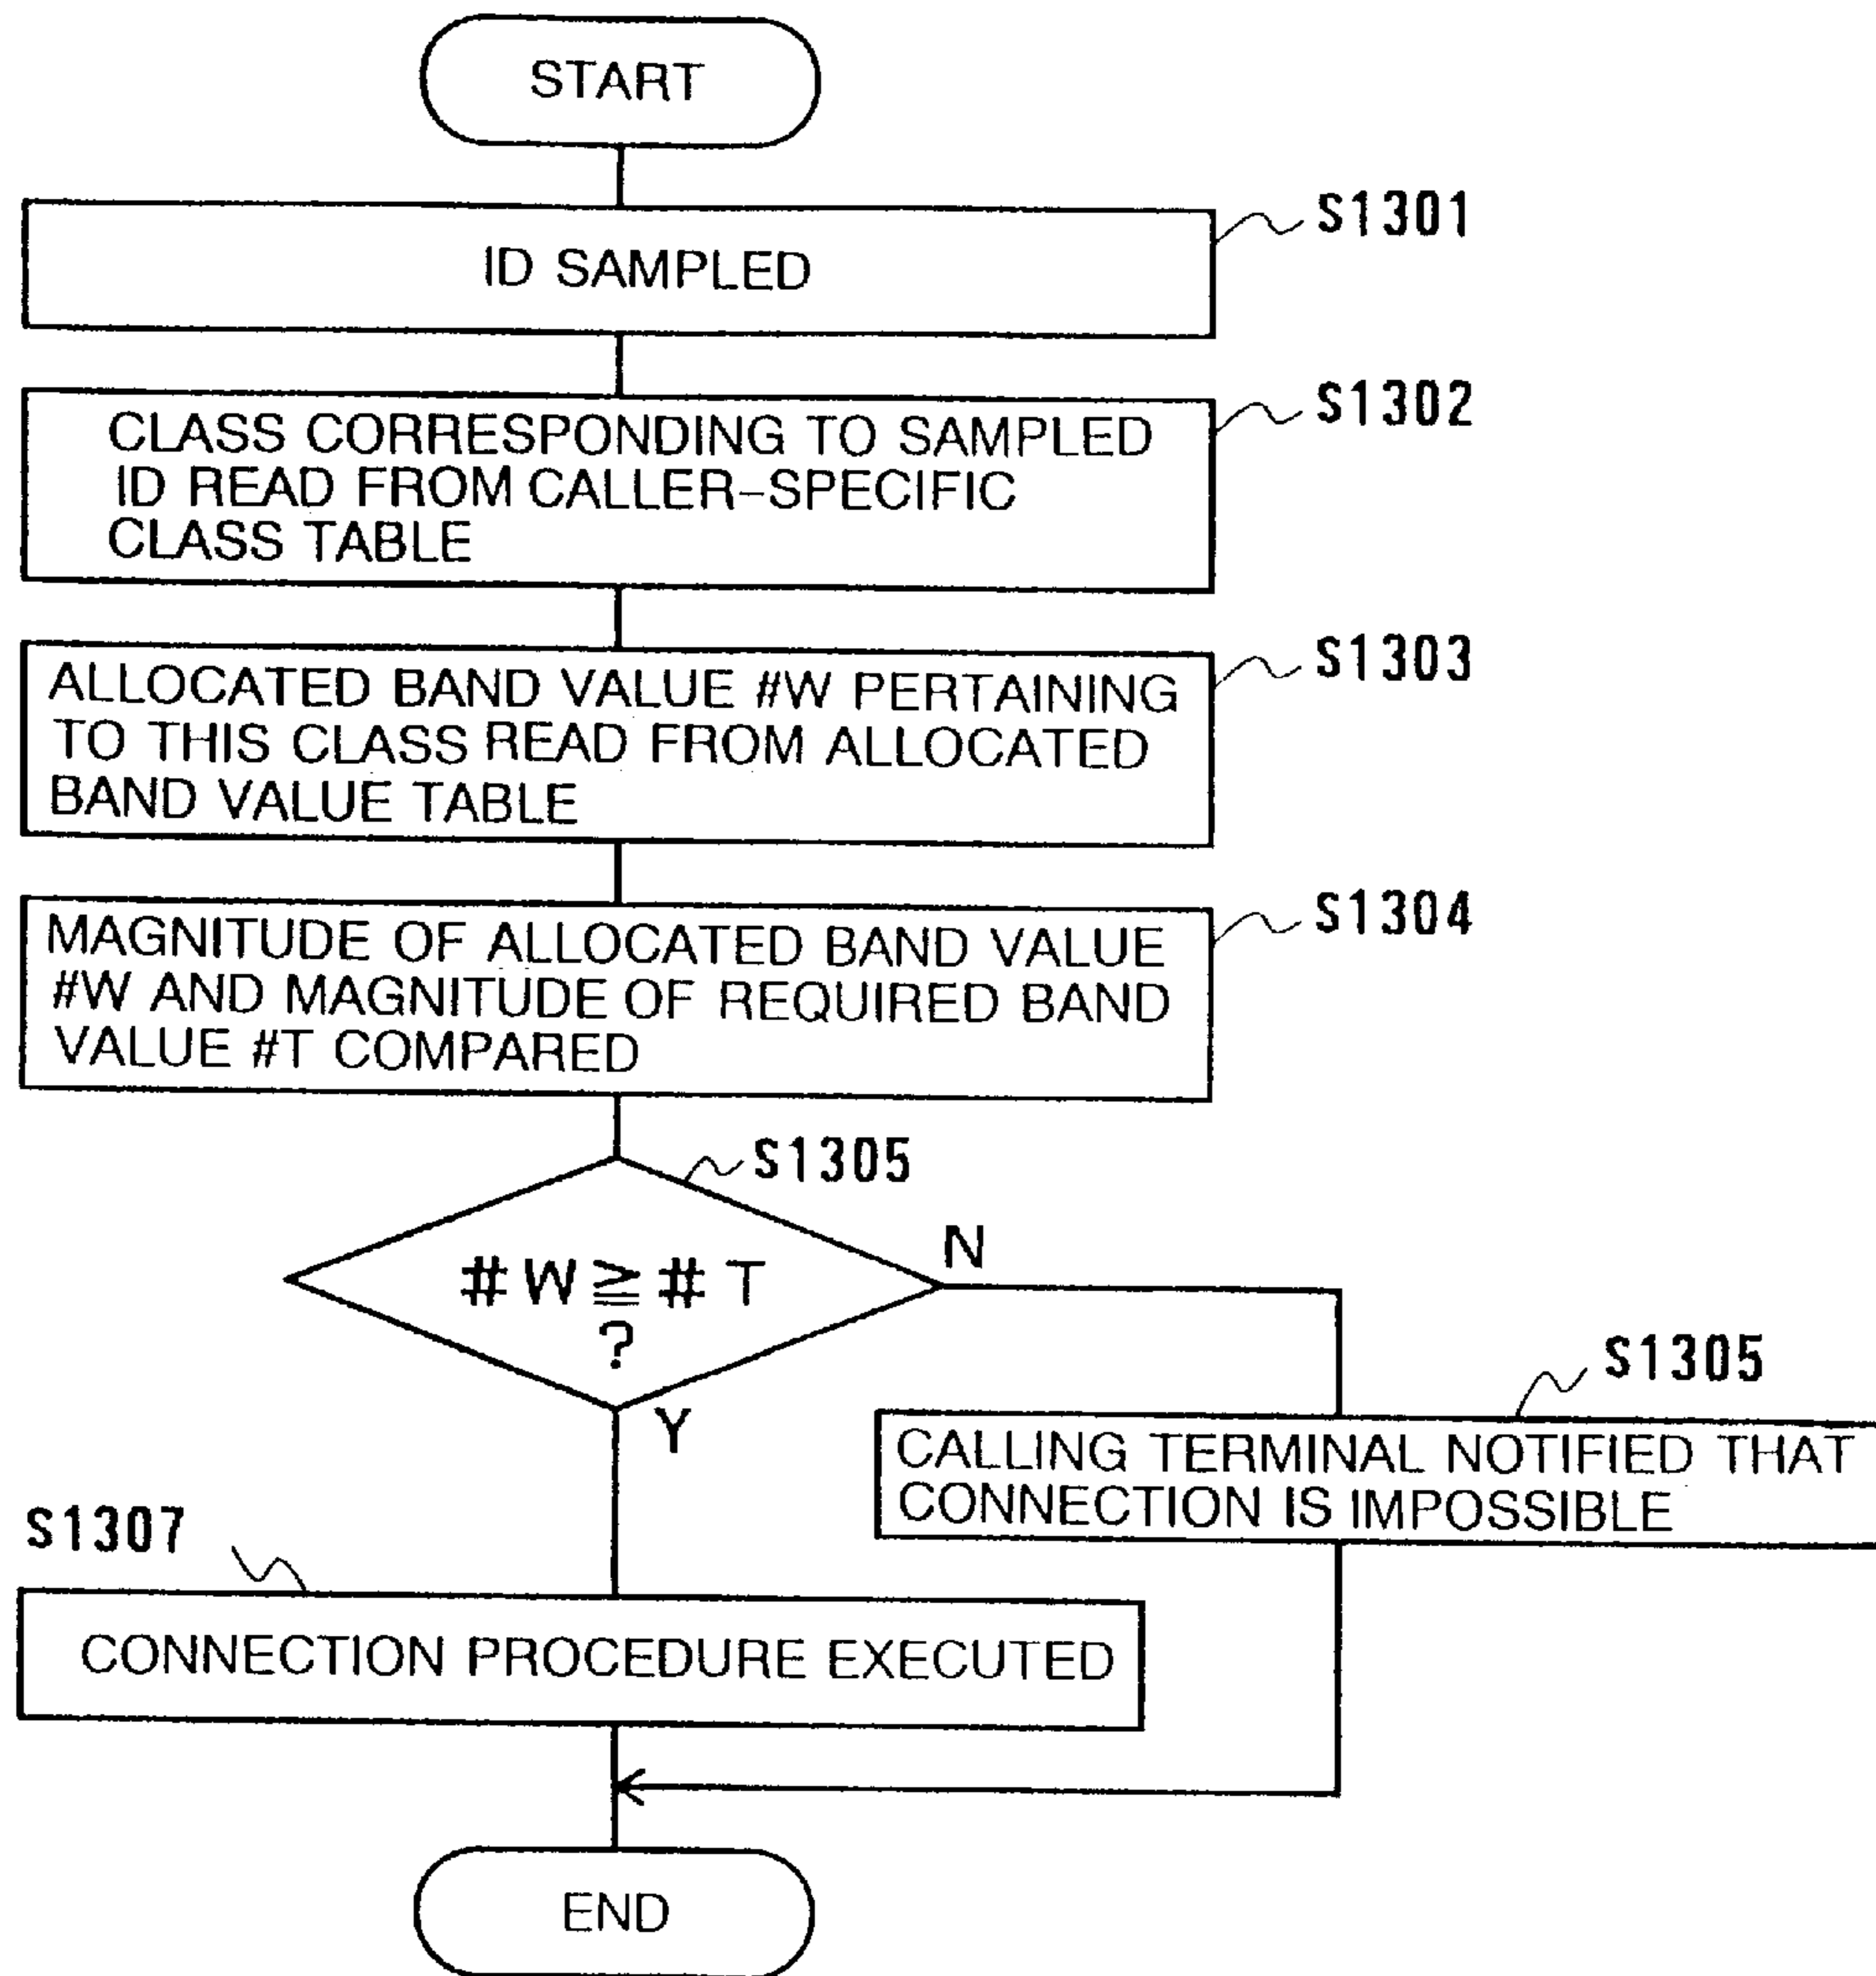 START
S1301
ID SAMPLED
S1302
CLASS CORRESPONDING TO SAMPLED
ID READ FROM CALLER-SPECIFIC
CLASS TABLE
S1303
ALLOCATED BAND VALUE #W PERTAINING
TO THIS CLASS READ FROM ALLOCATED
BAND VALUE TABLE
S1304
MAGNITUDE OF ALLOCATED BAND VALUE
#W AND MAGNITUDE OF REQUIRED BAND
VALUE #T COMPARED
S1305
#W≧#T
?
N
Y
S1305
CALLING TERMINAL NOTIFIED THAT
CONNECTION IS IMPOSSIBLE
S1307
CONNECTION PROCEDURE EXECUTED
END